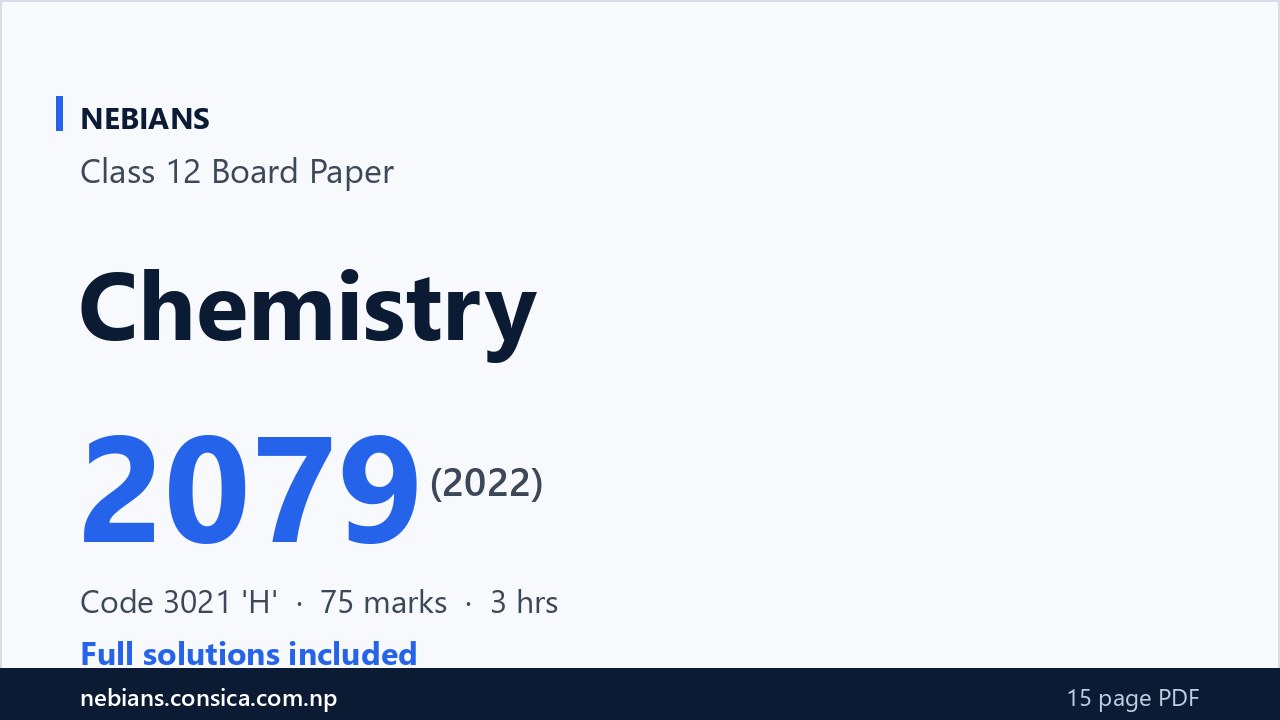 NEBIANS
Class 12 Board Paper
Chemistry
2079 (2022)
Code 3021 'H' · 75 marks · 3 hrs
Full solutions included
nebians.consica.com.np
15 page PDF